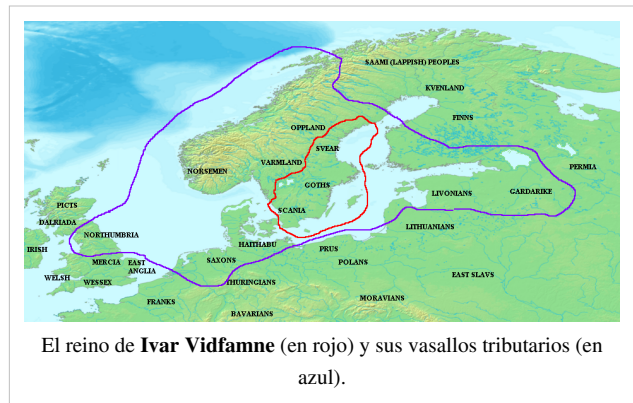 SAAMI (LAPPISH) PEOPLES
KVENLAND
FINNS
OPPLAND
SVEAR
VARMLAND
NORSEMEN
GOTHS
PERMIA
GARDARIKE
LIVONIANS
SCANIA
PICTS
DALRIADA
NORTHUMBRIA
IRISH
HAITHABU
PRUS
LITHUANIANS
MERCIA
EAST
ANGLIA
SAXONS
POLANS
WELSH
WESSEX
THURINGIANS
EAST SLAVS
FRANKS
MORAVIANS
BAVARIANS
El reino de Ivar Vidfamne (en rojo) y sus vasallos tributarios (en
azul).